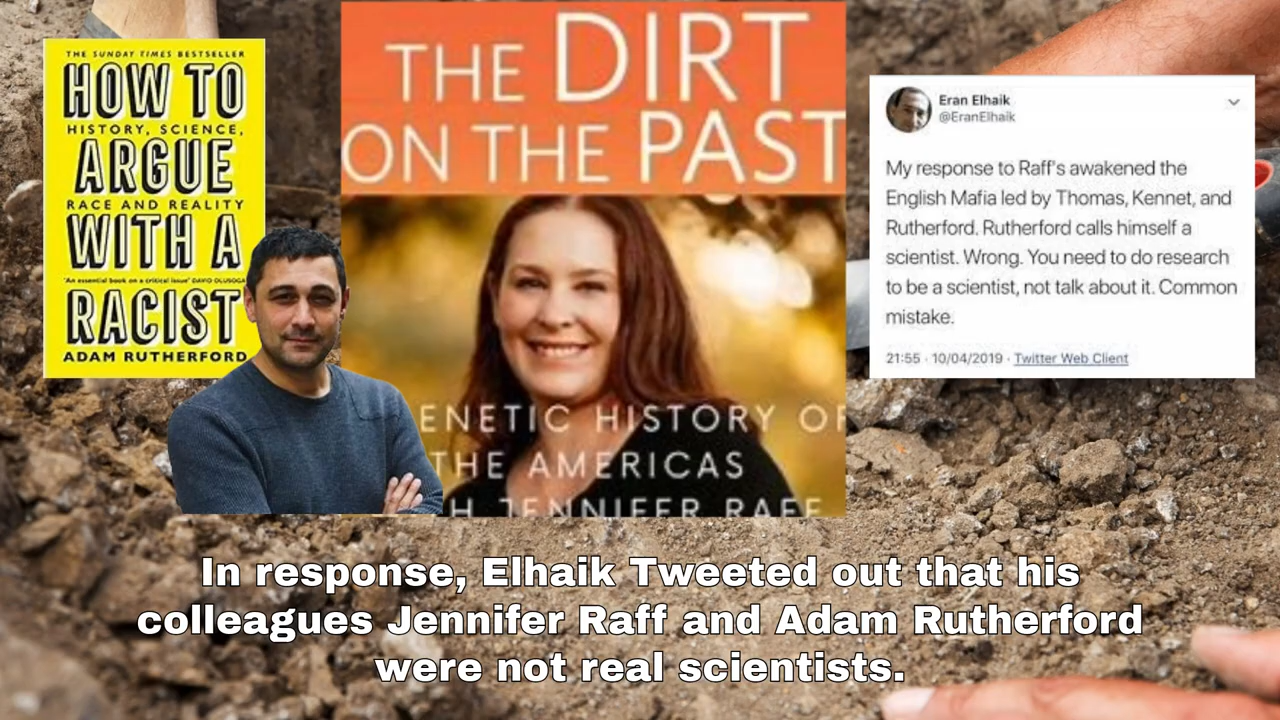 THE SUNDAY TIMES BESTSELLER
HOW TO
HISTORY, SCIENCE,
ARGUE
RACE AND REALITY
WITH A
'An essential book on a critical issue' DAVID OLUSOGA
RACIST
ADAM RUTHERFORD
THE DIRT
ON THE PAST
ENETIC HISTORY OF
THE AMERICAS
H JENNIFER RAFF
Eran Elhaik
@EranElhaik
My response to Raff's awakened the
English Mafia led by Thomas, Kennet, and
Rutherford. Rutherford calls himself a
scientist. Wrong. You need to do research
to be a scientist, not talk about it. Common
mistake.
21:55 · 10/04/2019 · Twitter Web Client
In response, Elhaik Tweeted out that his
colleagues Jennifer Raff and Adam Rutherford
were not real scientists.